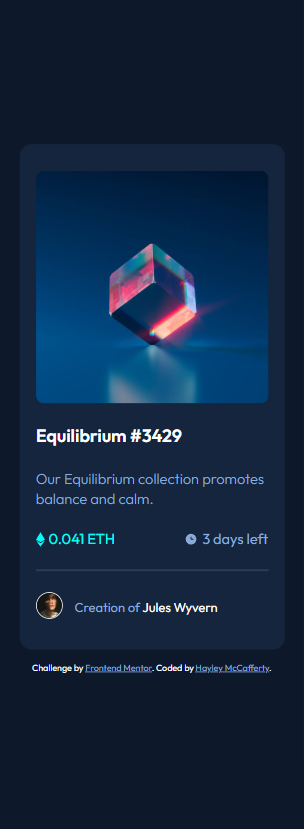 Equilibrium #3429
Our Equilibrium collection promotes
balance and calm.
0.041 ETH
3 days left
Creation of Jules Wyvern
Challenge by Frontend Mentor. Coded by Hayley McCafferty.